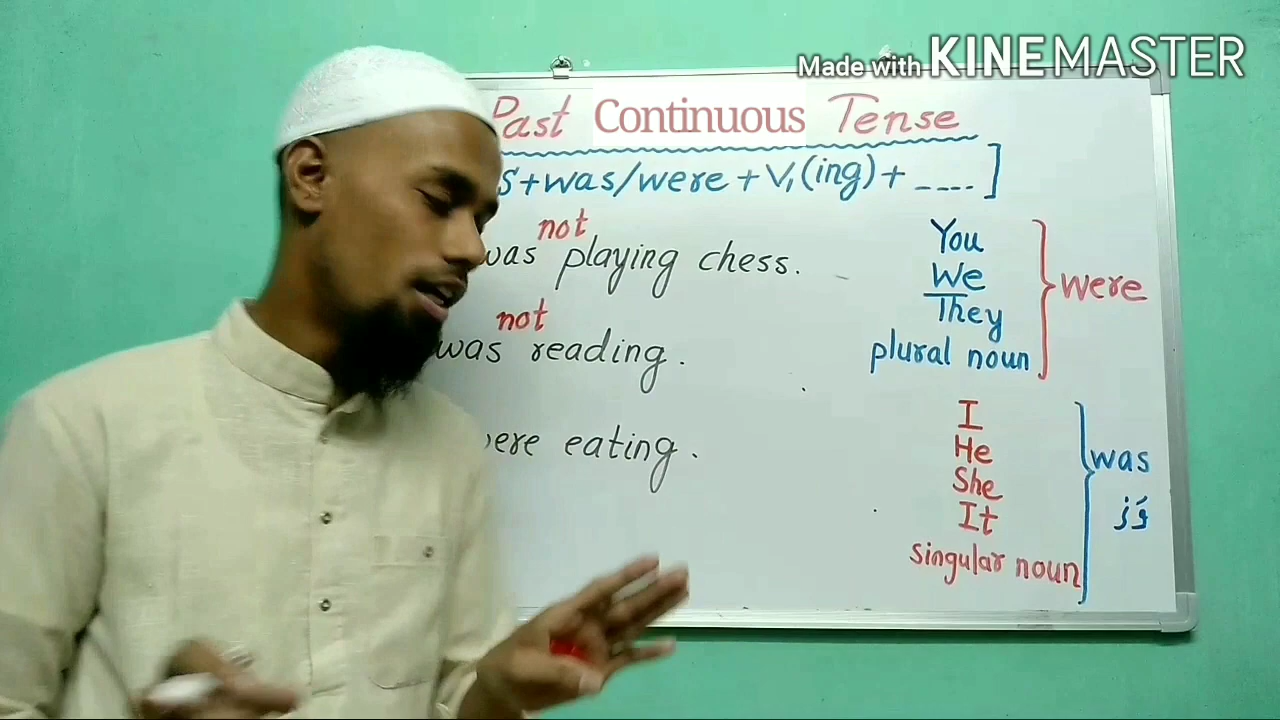 Made with KINEMASTER
Past Continuous Tense
S+was/were + V₁(ing)+ ....]
not
was playing chess.
not
was reading.
were eating.
You
We
They
plural noun
were
I
He
She
It
singular noun
was